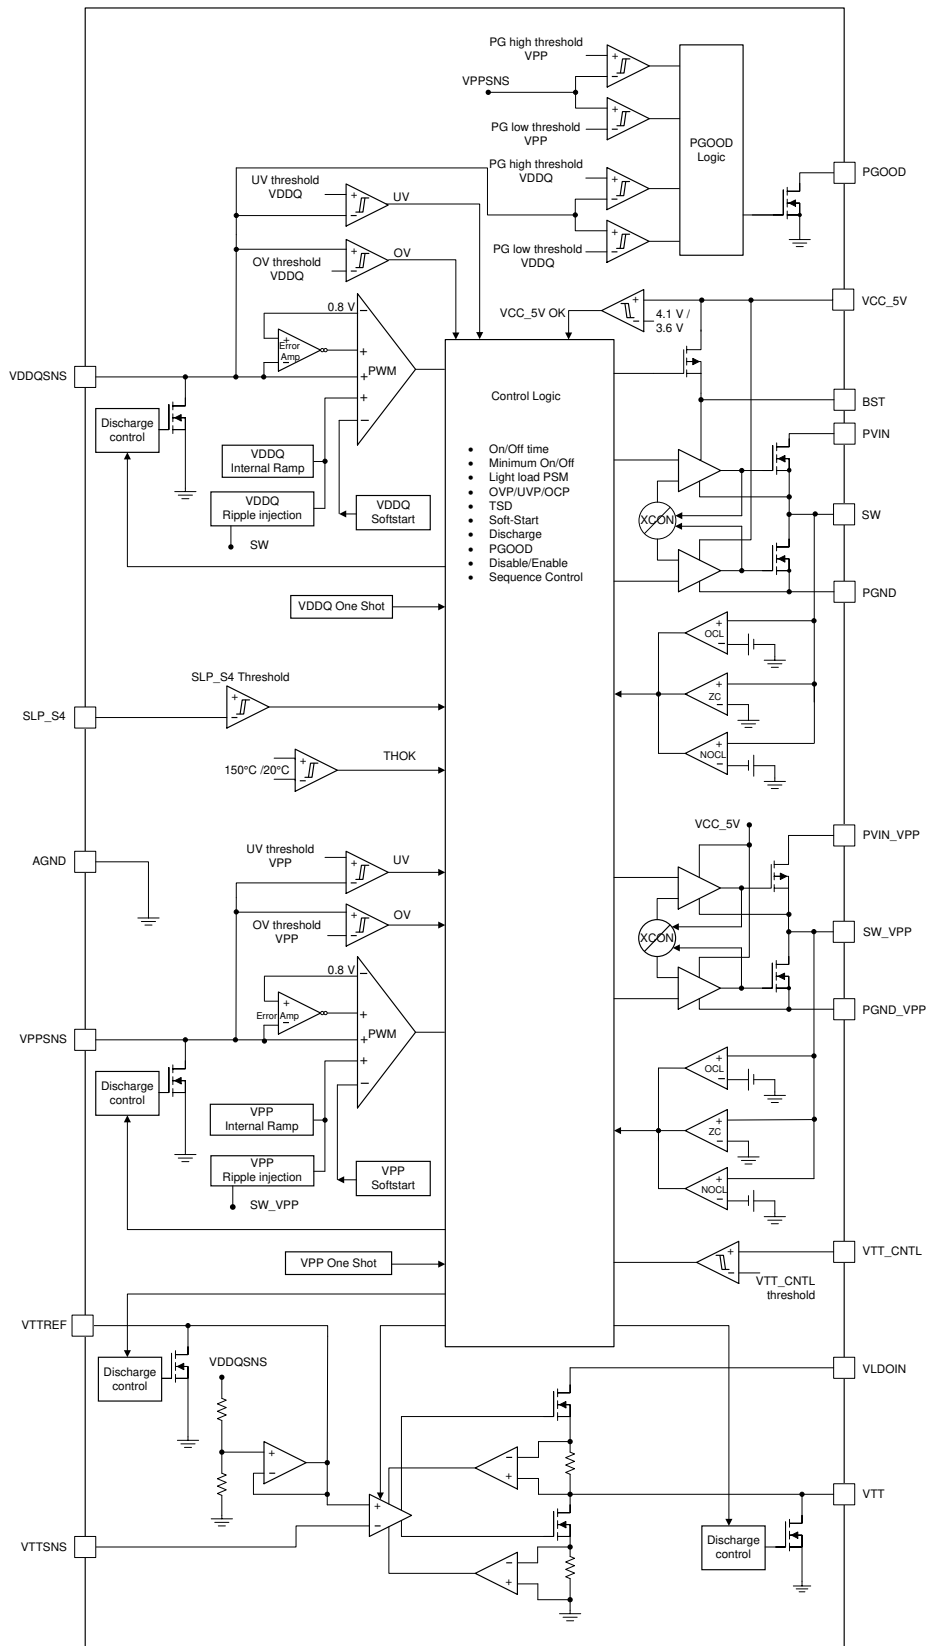 PG high threshold
VPP
VPPSNS
PG low threshold
VPP
PGOOD
Logic
PG high threshold
VDDQ
PG low threshold
VDDQ
PGOOD
UV threshold
VDDQ
UV
OV threshold
VDDQ
OV
0.8 V
Error
Amp
PWM
VDDQSNS
Discharge
control
VDDQ
Internal Ramp
VDDQ
Ripple injection
SW
VDDQ
Softstart
VCC_5V OK
4.1 V /
3.6 V
VCC_5V
BST
PVIN
XCON
SW
PGND
Control Logic
• On/Off time
• Minimum On/Off
• Light load PSM
• OVP/UVP/OCP
• TSD
• Soft-Start
• Discharge
• PGOOD
• Disable/Enable
• Sequence Control
VDDQ One Shot
OCL
ZC
NOCL
SLP_S4 Threshold
SLP_S4
150°C /20°C
THOK
AGND
UV threshold
VPP
UV
OV threshold
VPP
OV
0.8 V
Error Amp
PWM
VPPSNS
Discharge
control
VPP
Internal Ramp
VPP
Ripple injection
SW_VPP
VPP
Softstart
VCC_5V
PVIN_VPP
XCON
SW_VPP
PGND_VPP
OCL
ZC
NOCL
VPP One Shot
VTT_CNTL
VTT_CNTL
threshold
VTTREF
Discharge
control
VDDQSNS
VLDOIN
VTT
VTTSNS
Discharge
control